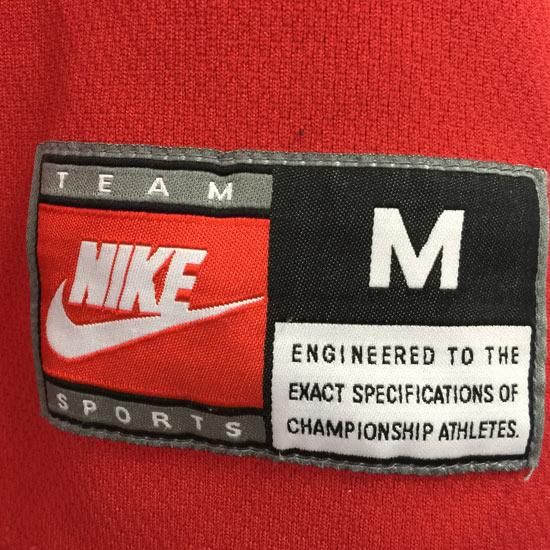 TEAM
NIKE
SPORTS
M
ENGINEERED TO THE
EXACT SPECIFICATIONS OF
CHAMPIONSHIP ATHLETES.